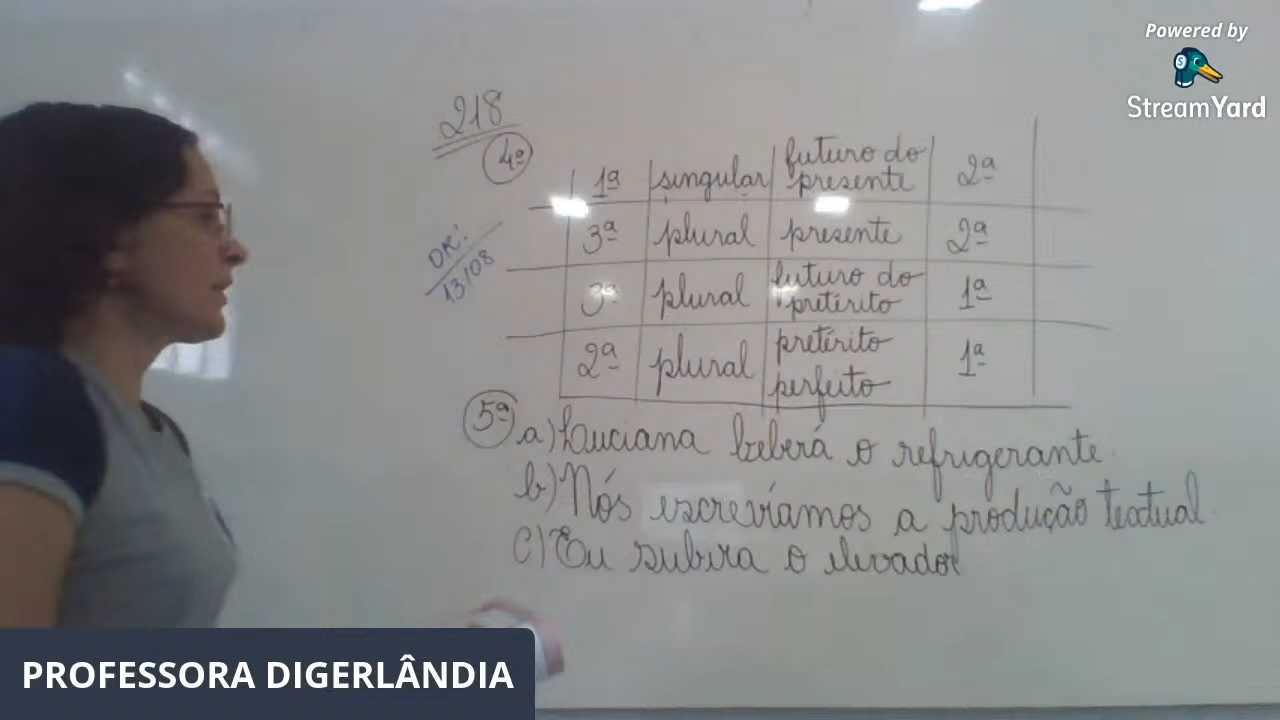 Powered by
StreamYard
218
4º
1ª singular futuro do presente 2ª
3ª plural presente 2ª
3ª plural futuro do pretérito 1ª
2ª plural pretérito perfeito 1ª
OK!
13/08
5º
a) Luciana beberá o refrigerante.
b) Nós escrevíamos a produção textual.
C) Eu subira o elevador
PROFESSORA DIGERLÂNDIA